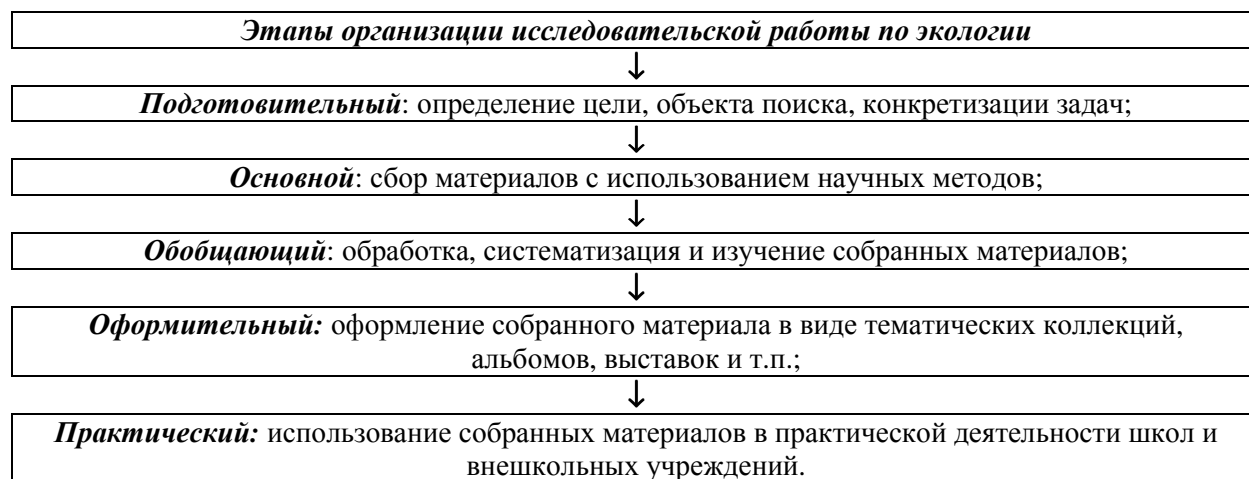 Этапы организации исследовательской работы по экологии
↓
Подготовительный: определение цели, объекта поиска, конкретизации задач;
↓
Основной: сбор материалов с использованием научных методов;
↓
Обобщающий: обработка, систематизация и изучение собранных материалов;
↓
Оформительный: оформление собранного материала в виде тематических коллекций,
альбомов, выставок и т.п.;
↓
Практический: использование собранных материалов в практической деятельности школ и
внешкольных учреждений.